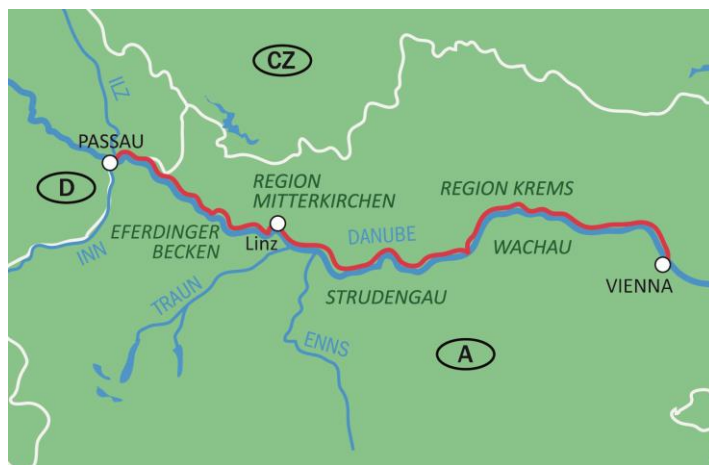 CZ
ILZ
PASSAU
D
REGION
MITTERKIRCHEN
REGION KREMS
EFERDINGER
BECKEN
Linz
DANUBE
WACHAU
INN
TRAUN
STRUDENGAU
VIENNA
ENNS
A